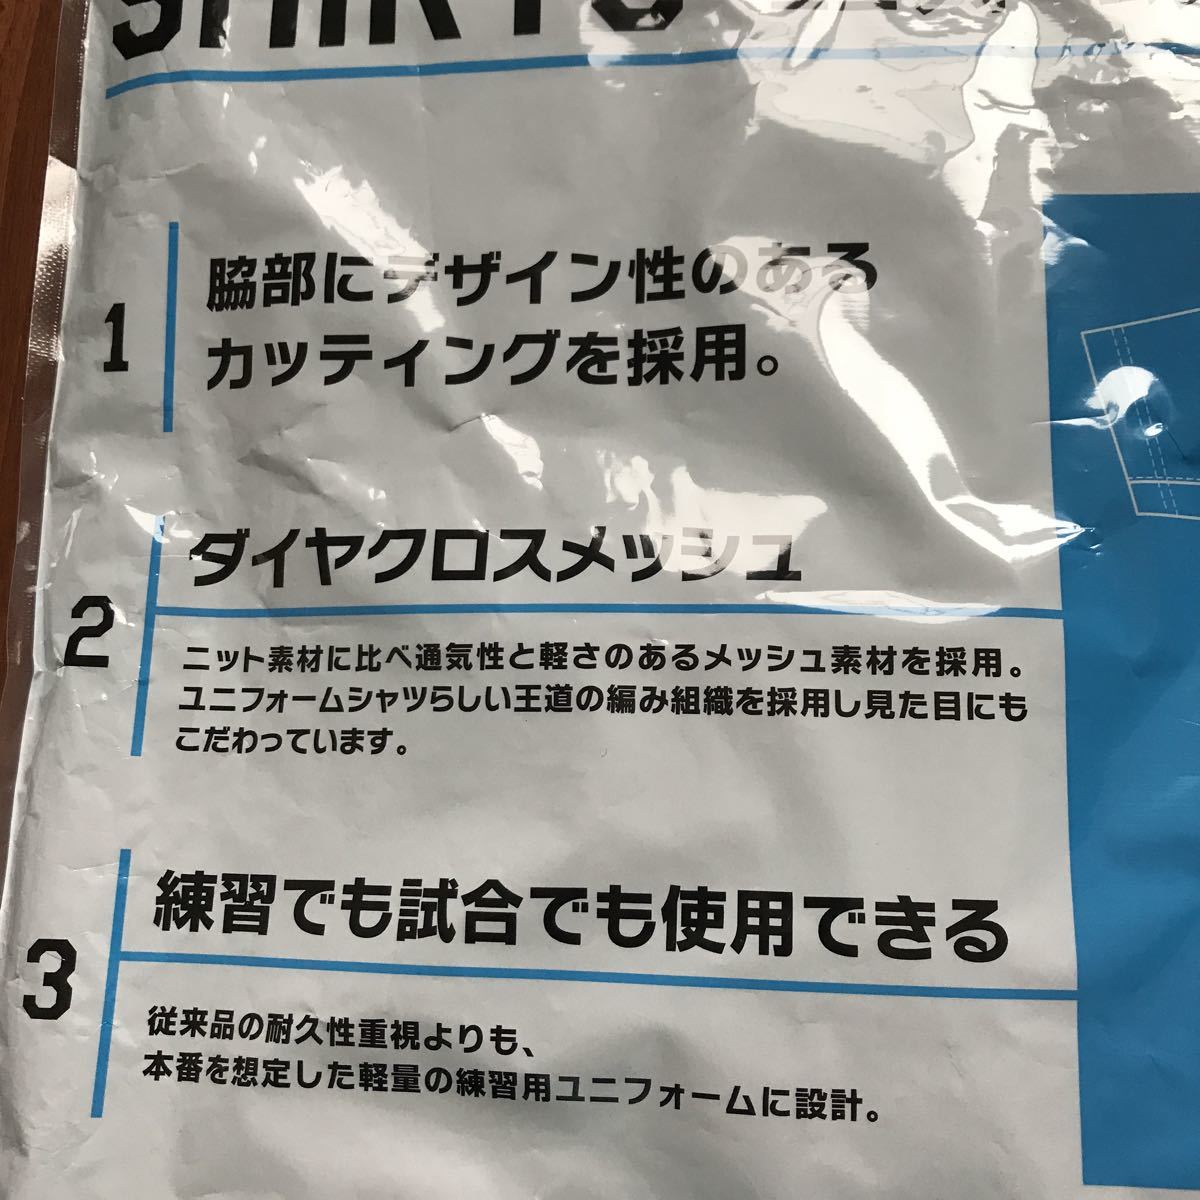 SHIRTS
1
脇部にデザイン性のある
カッティングを採用。
2
ダイヤクロスメッシュ
ニット素材に比べ通気性と軽さのあるメッシュ素材を採用。
ユニフォームシャツらしい王道の編み組織を採用し見た目にも
こだわっています。
3
練習でも試合でも使用できる
従来品の耐久性重視よりも、
本番を想定した軽量の練習用ユニフォームに設計。